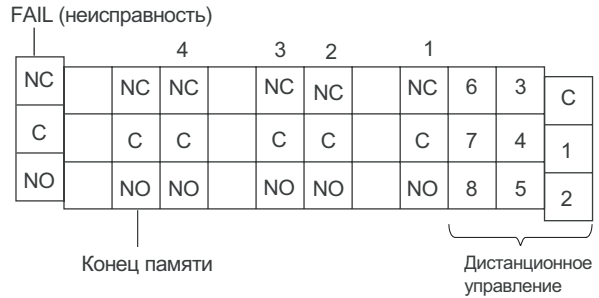 FAIL (неисправность)
4 3 2 1
NC NC NC NC NC NC 6 3 C
C C C C C C 7 4 1
NO NO NO NO NO NO 8 5 2
Конец памяти
Дистанционное
управление